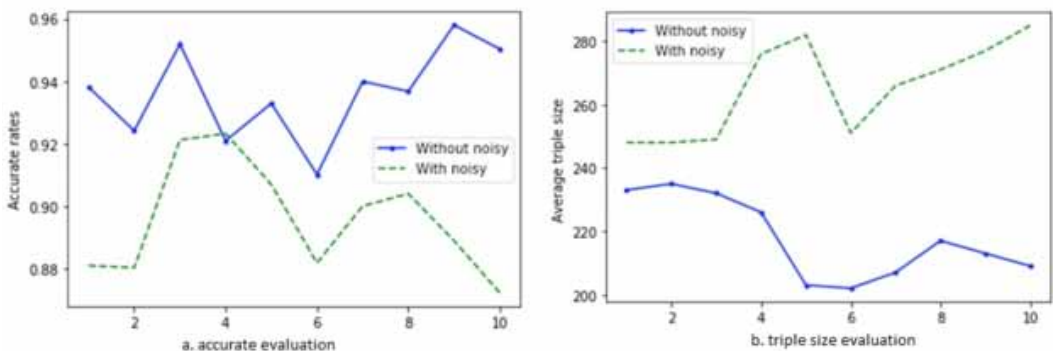 0.96
0.94
0.92
0.90
0.88
Accurate rates
Without noisy
With noisy
2
4
6
8
10
a. accurate evaluation
280
260
240
220
200
Average triple size
Without noisy
With noisy
2
4
6
8
10
b. triple size evaluation